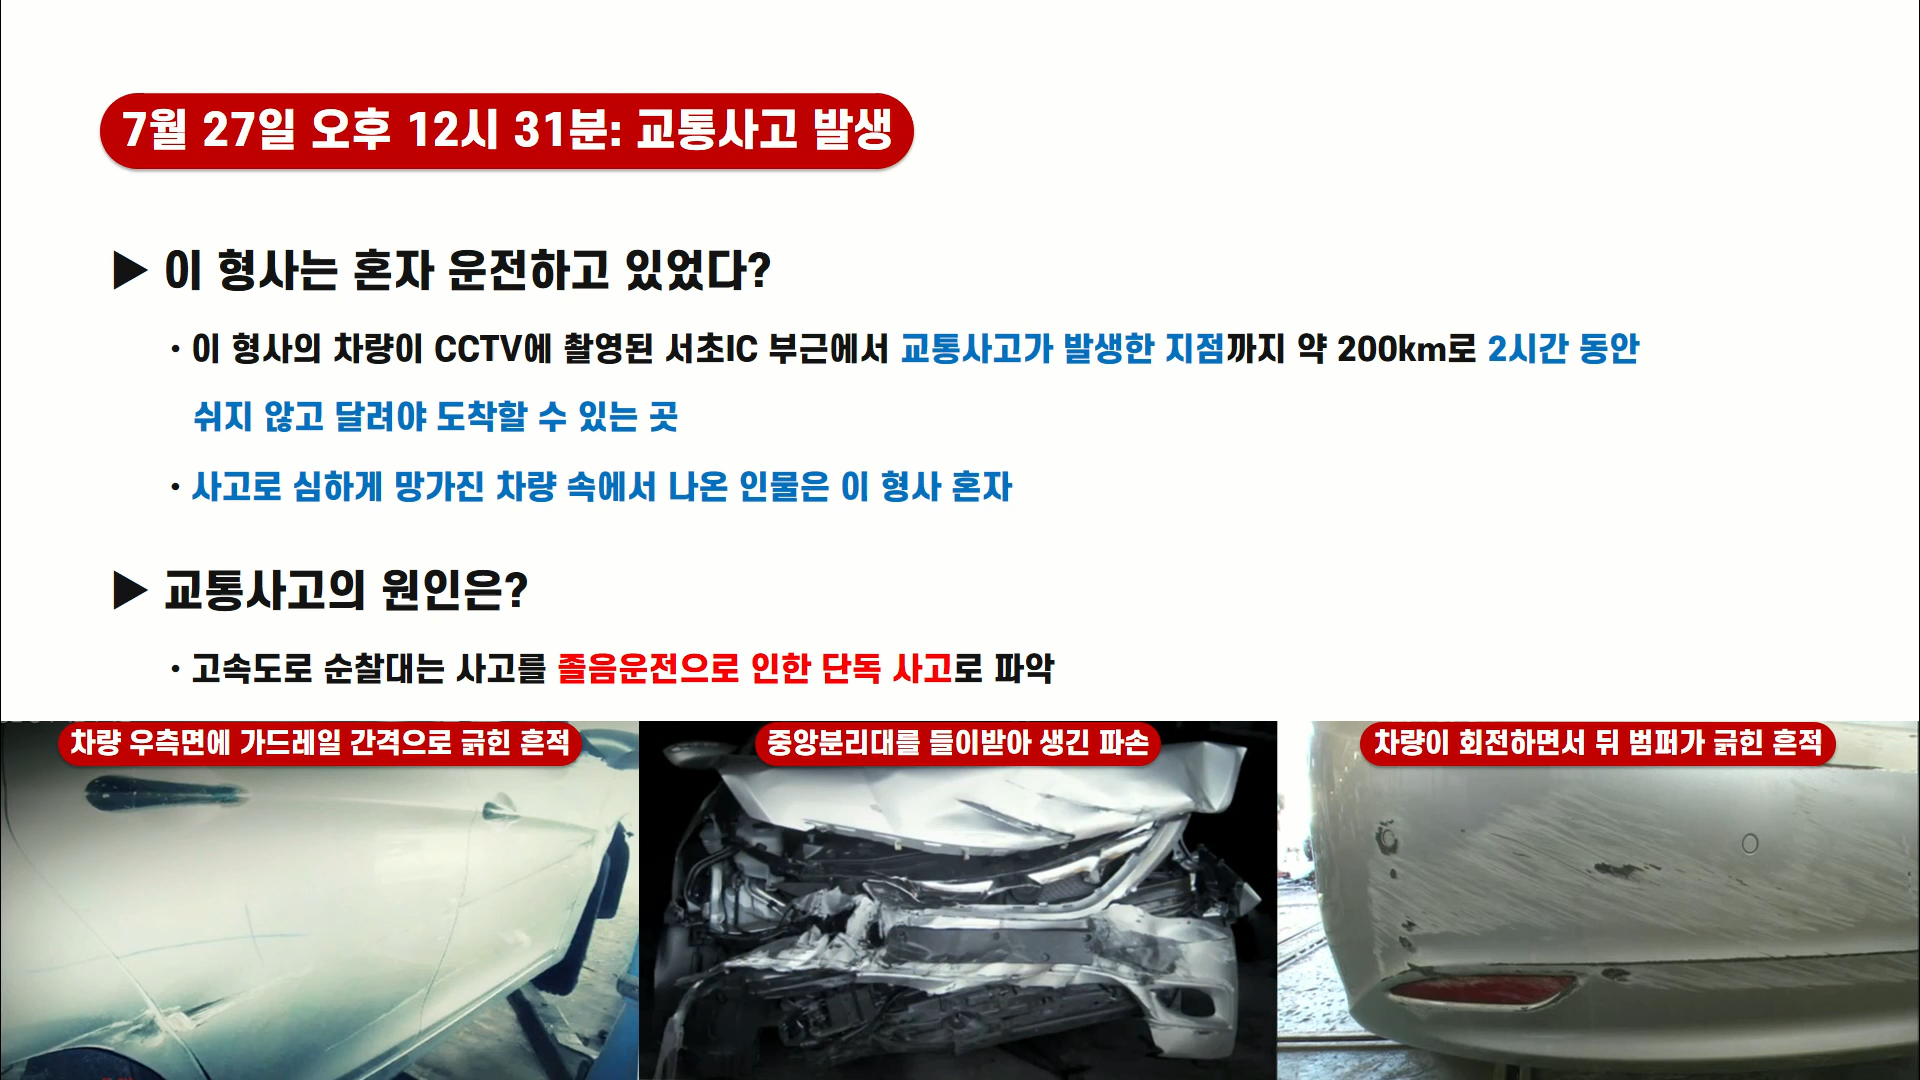 7월 27일 오후 12시 31분: 교통사고 발생
▶ 이 형사는 혼자 운전하고 있었다?
· 이 형사의 차량이 CCTV에 촬영된 서초IC 부근에서 교통사고가 발생한 지점까지 약 200km로 2시간 동안
쉬지 않고 달려야 도착할 수 있는 곳
· 사고로 심하게 망가진 차량 속에서 나온 인물은 이 형사 혼자
▶ 교통사고의 원인은?
· 고속도로 순찰대는 사고를 졸음운전으로 인한 단독 사고로 파악
차량 우측면에 가드레일 간격으로 긁힌 흔적
중앙분리대를 들이받아 생긴 파손
차량이 회전하면서 뒤 범퍼가 긁힌 흔적